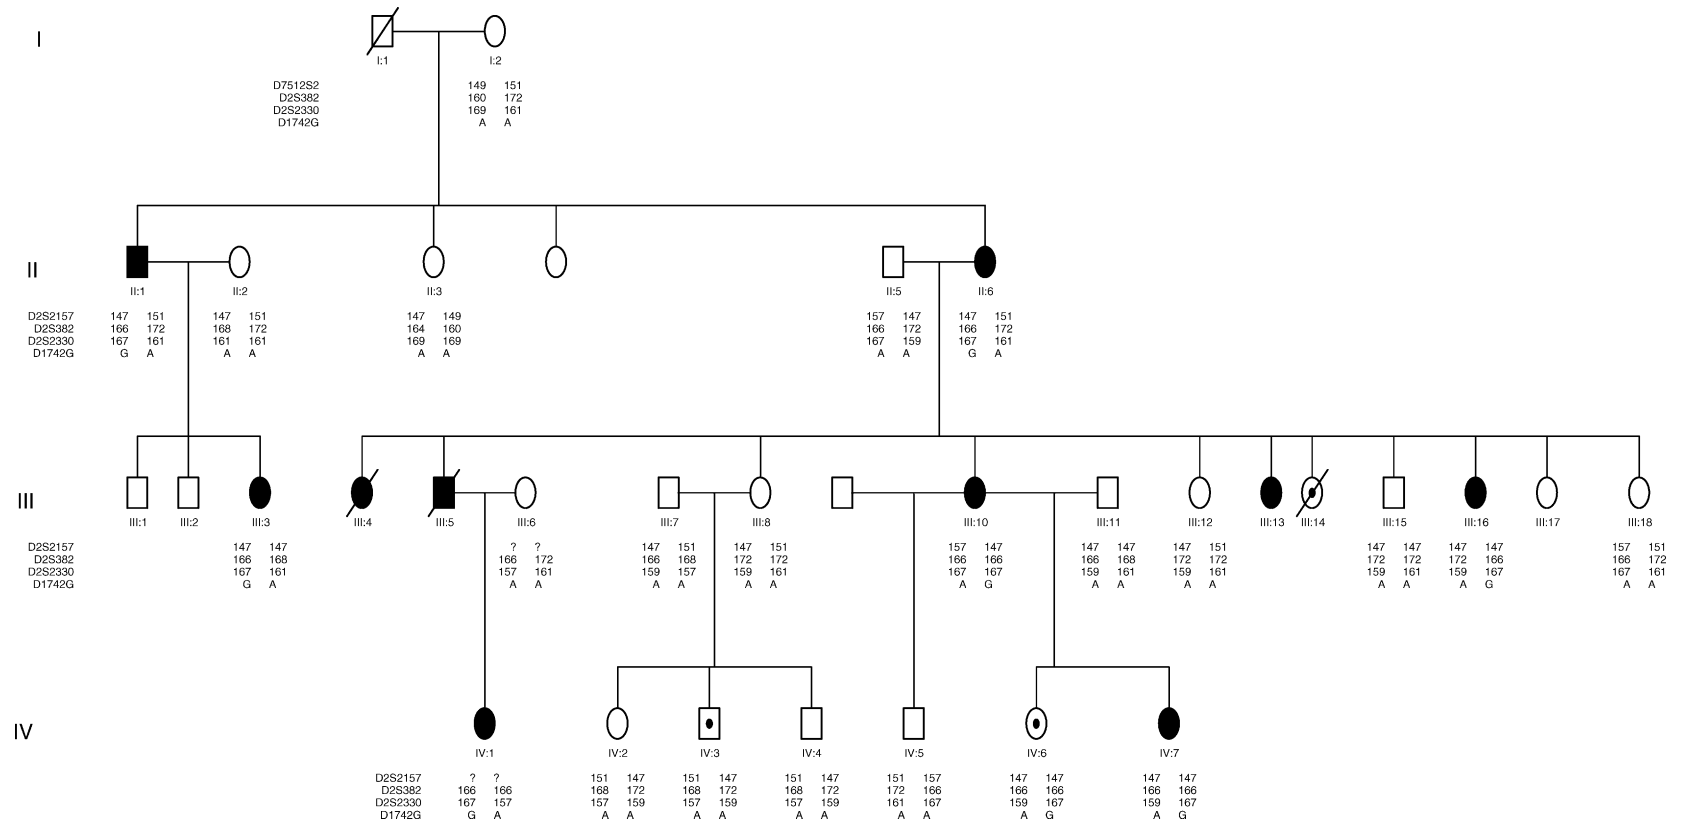 I
I:1 I:2
D7512S2 149 151
D2S382 160 172
D2S2330 169 161
D1742G A A
II
II:1 II:2 II:3 II:5 II:6
D2S2157 147 151 147 151 147 149 157 147 147 151
D2S382 166 172 168 172 164 160 166 172 166 172
D2S2330 167 161 161 161 169 169 167 159 167 161
D1742G G A A A A A A A G A
III
III:1 III:2 III:3 III:4 III:5 III:6 III:7 III:8 III:10 III:11 III:12 III:13 III:14 III:15 III:16 III:17 III:18
D2S2157 147 147 ? ? 147 151 147 151 157 147 147 147 147 151 147 147 147 147 157 151
D2S382 166 168 166 172 166 168 172 172 166 166 166 168 172 172 172 172 172 166 166 172
D2S2330 167 161 157 161 159 157 159 161 167 167 159 161 159 161 159 161 159 167 167 161
D1742G G A A A A A A A A G A A A A A A A G A A
IV
IV:1 IV:2 IV:3 IV:4 IV:5 IV:6 IV:7
D2S2157 ? ? 151 147 151 147 151 147 151 157 147 147 147 147
D2S382 166 166 168 172 168 172 168 172 172 166 166 166 166 166
D2S2330 167 157 157 159 157 159 157 159 161 167 159 167 159 167
D1742G G A A A A A A A A A A G A G